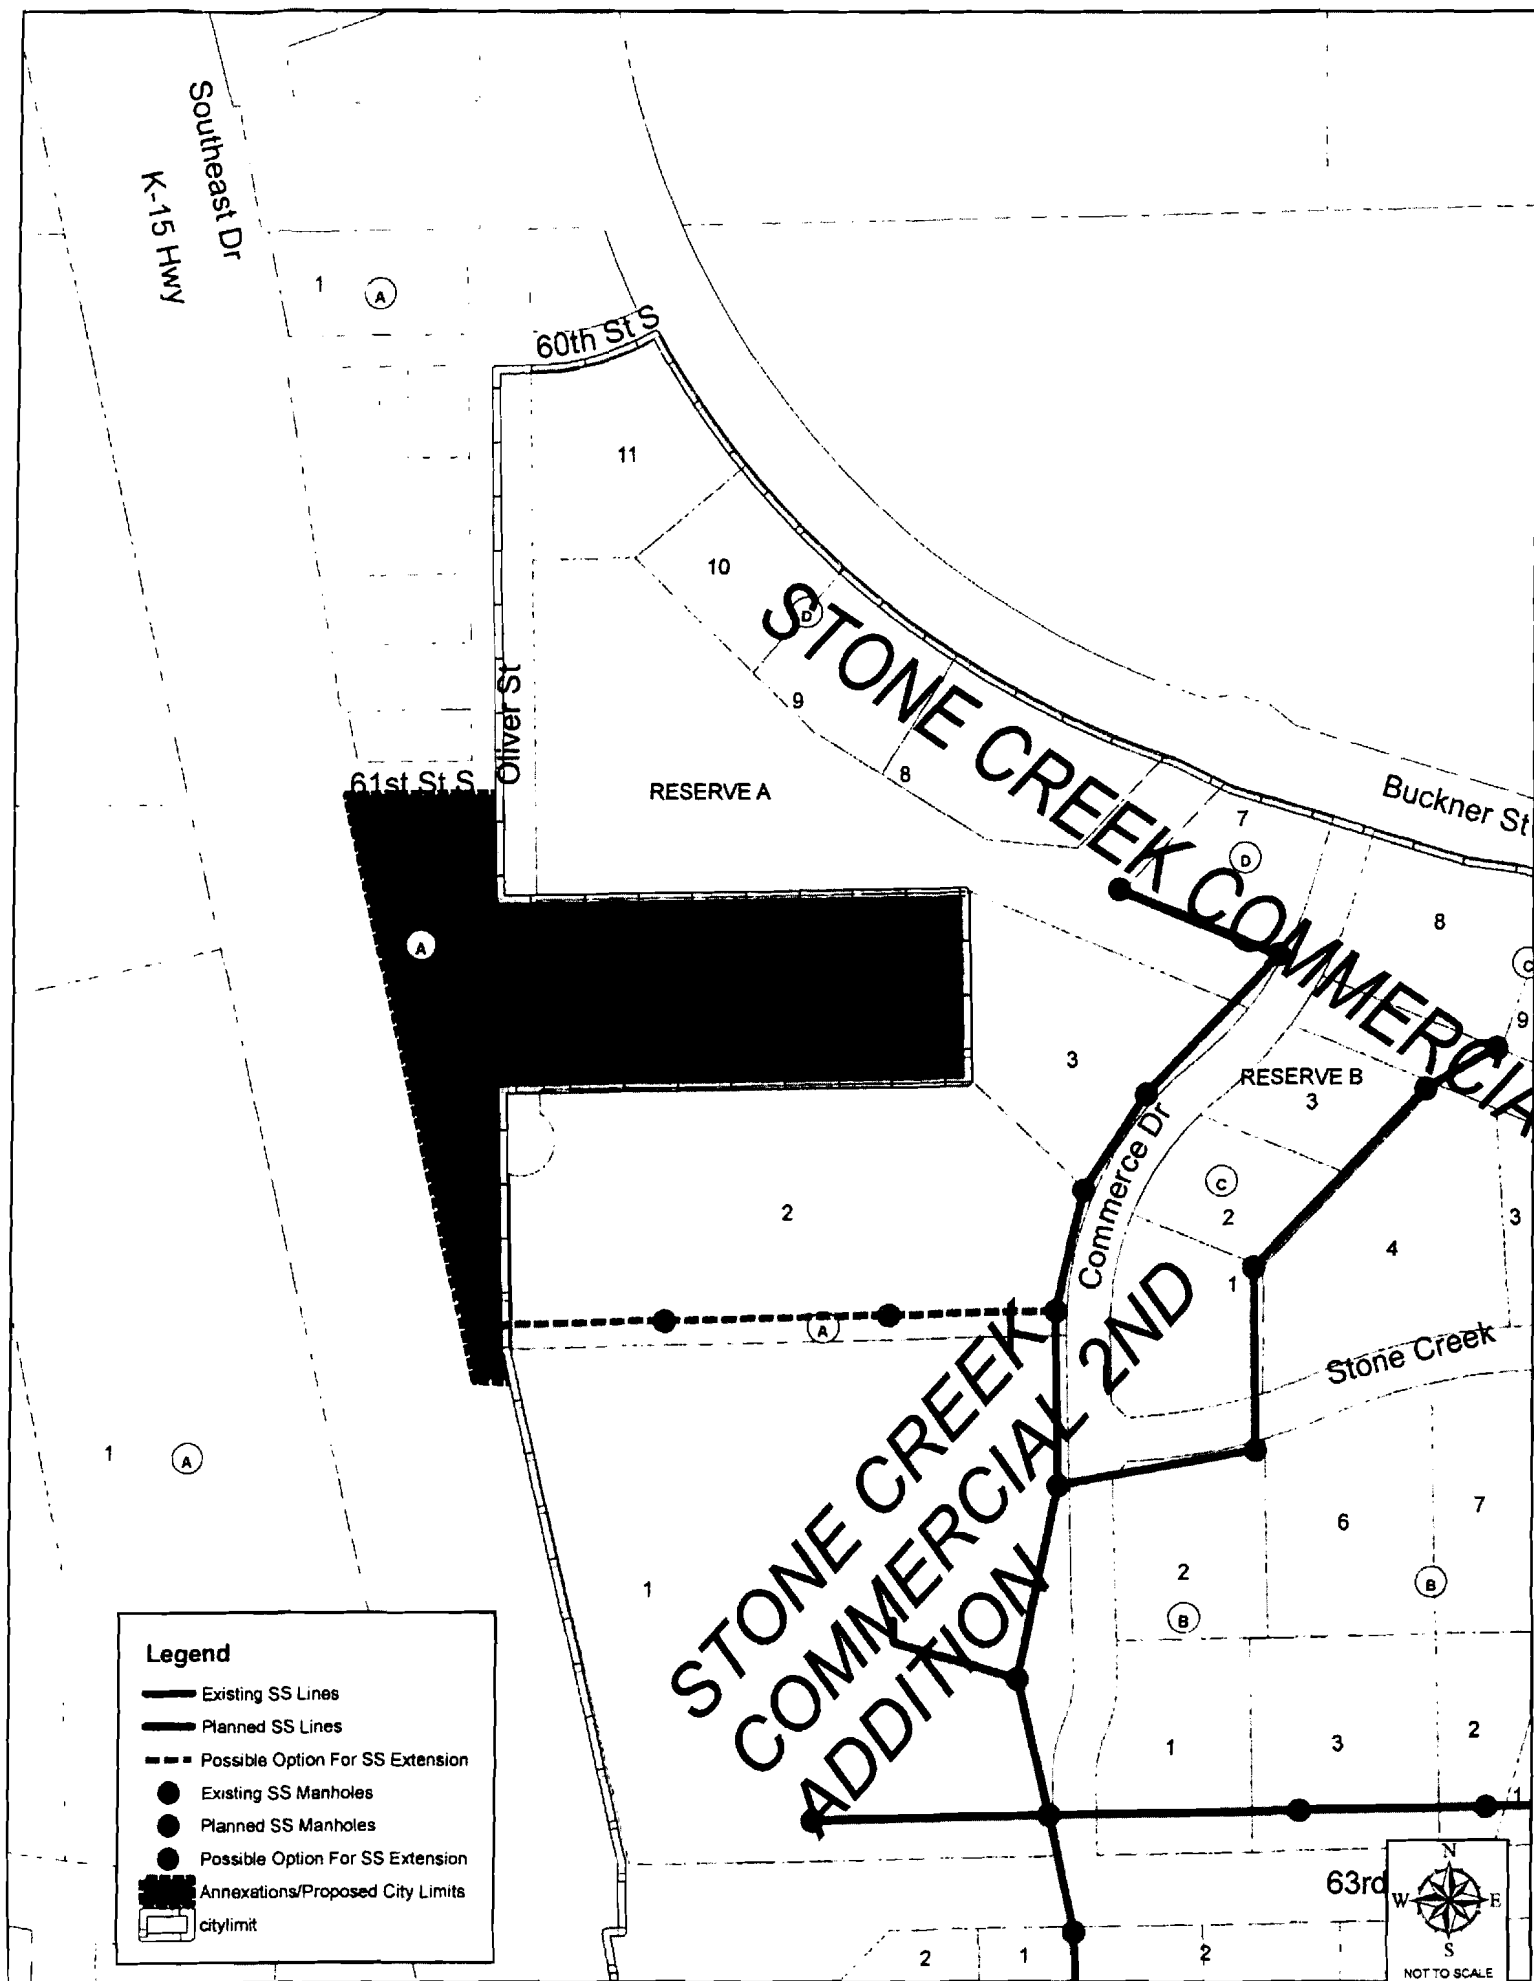 Southeast Dr
K-15 Hwy
1
A
60th St S
11
10
D
STONE CREEK COMMERCIA
9
8
Oliver St
61st St S
RESERVE A
Buckner St
7
D
8
C
9
A
3
RESERVE B
3
Commerce Dr
C
2
2
4
3
1
A
Stone Creek
STONE CREEK
COMMERCIAL 2ND
ADDITION
1
A
7
6
2
B
B
1
1
3
2
1
63rd
2
1
2
Legend
Existing SS Lines
Planned SS Lines
Possible Option For SS Extension
Existing SS Manholes
Planned SS Manholes
Possible Option For SS Extension
Annexations/Proposed City Limits
citylimit
N
W
E
S
NOT TO SCALE